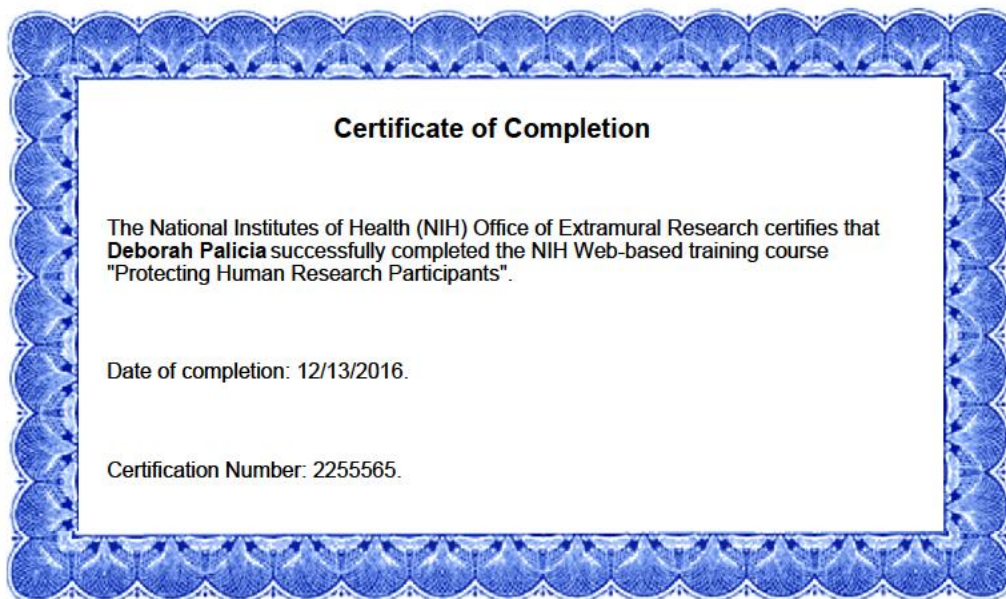 Certificate of Completion
The National Institutes of Health (NIH) Office of Extramural Research certifies that
Deborah Palicia successfully completed the NIH Web-based training course
"Protecting Human Research Participants".
Date of completion: 12/13/2016.
Certification Number: 2255565.